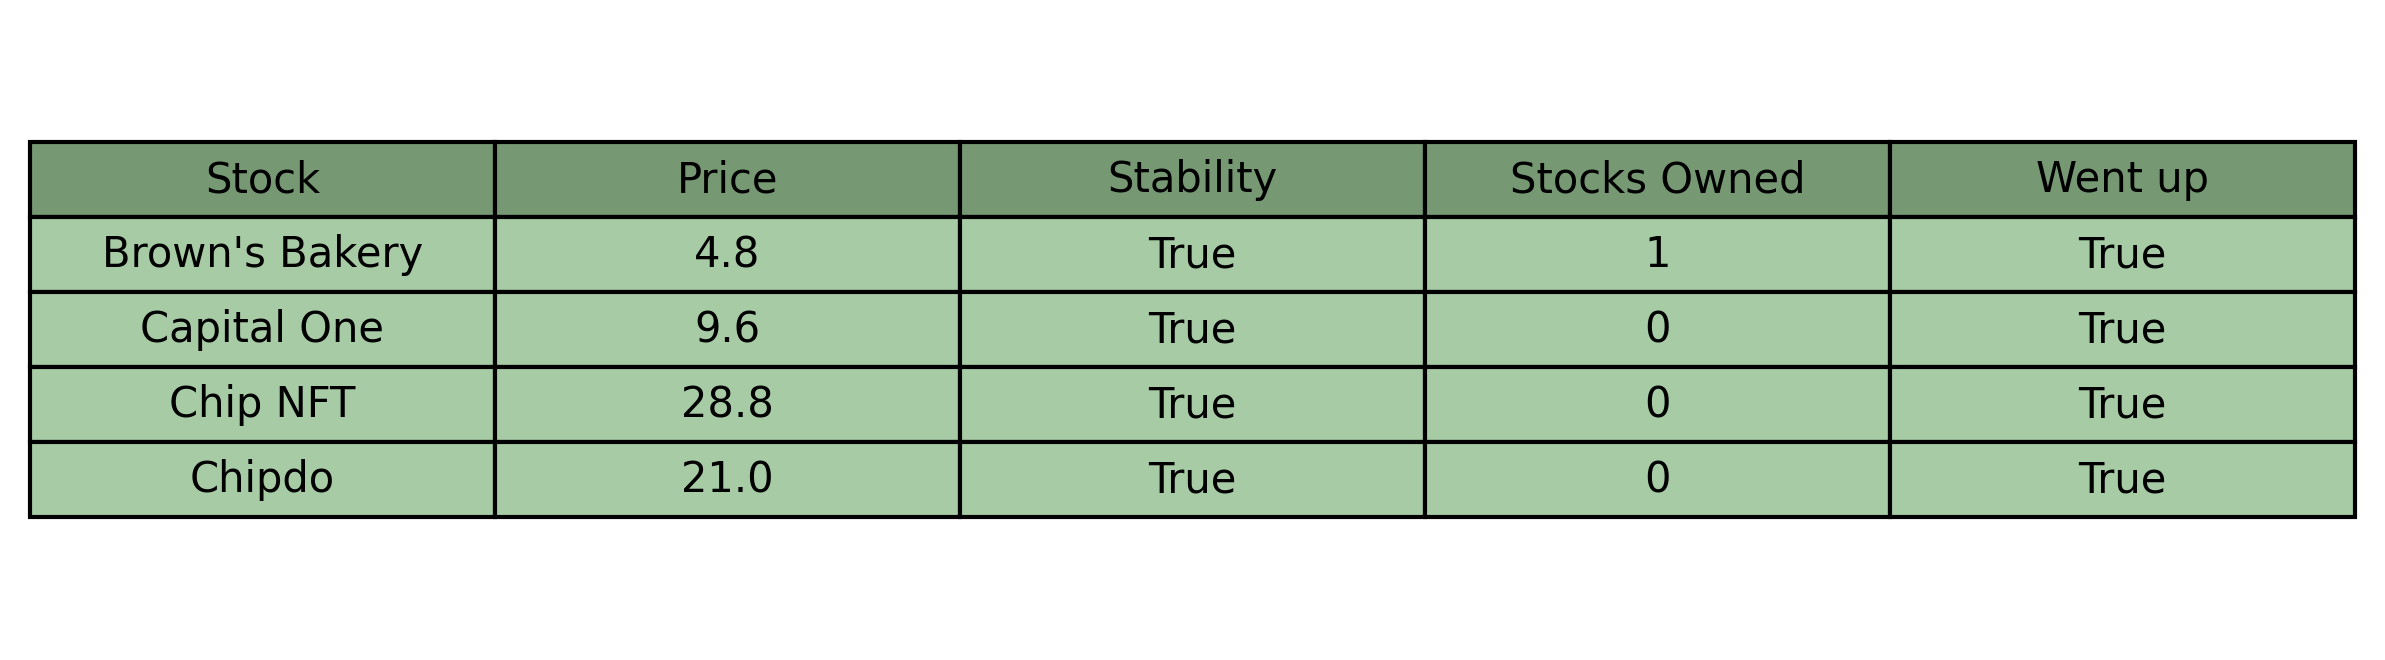 Stock Price Stability Stocks Owned Went up
Brown's Bakery 4.8 True 1 True
Capital One 9.6 True 0 True
Chip NFT 28.8 True 0 True
Chipdo 21.0 True 0 True